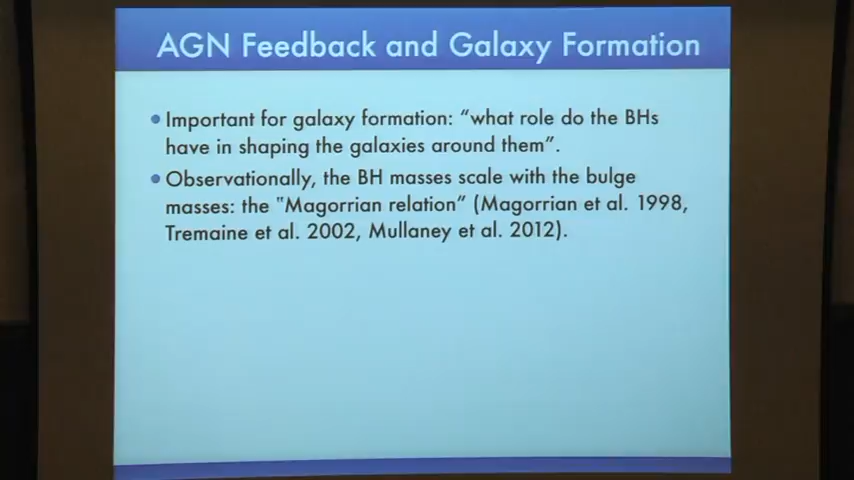 AGN Feedback and Galaxy Formation
• Important for galaxy formation: “what role do the BHs
have in shaping the galaxies around them”.
• Observationally, the BH masses scale with the bulge
masses: the "Magorrian relation” (Magorrian et al. 1998,
Tremaine et al. 2002, Mullaney et al. 2012).